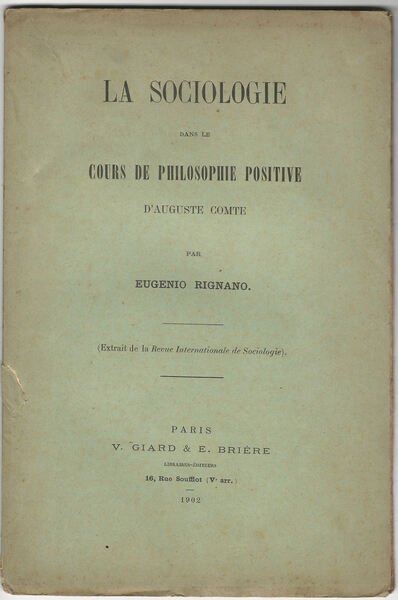 LA SOCIOLOGIE
DANS LE
COURS DE PHILOSOPHIE POSITIVE
D'AUGUSTE COMTE
PAR
EUGENIO RIGNANO.
(Extrait de la Revue Internationale de Sociologie).
PARIS
V. GIARD & E. BRIÈRE
LIBRAIRES-ÉDITEURS
16, Rue Soufflot (Vᵉ arr.)
1902